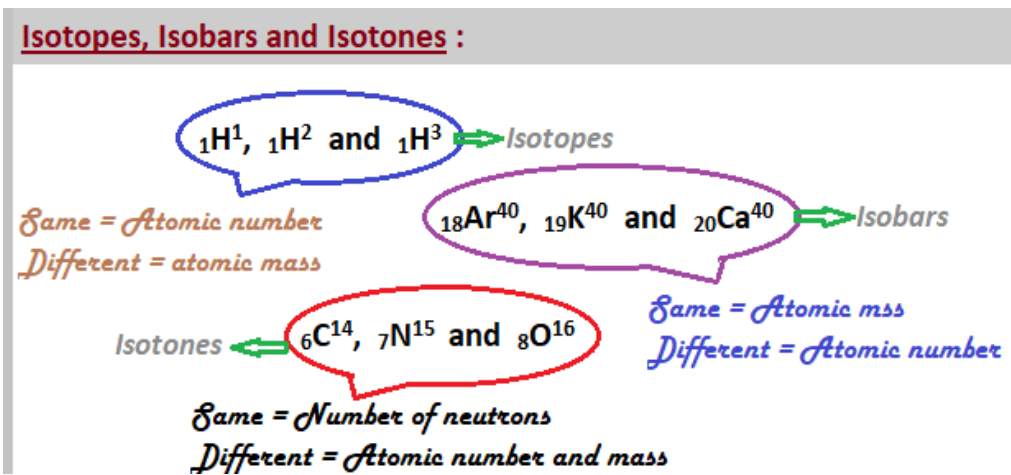 Isotopes, Isobars and Isotones :
₁H¹, ₁H² and ₁H³
Isotopes
Same = Atomic number
Different = atomic mass
₁₈Ar⁴⁰, ₁₉K⁴⁰ and ₂₀Ca⁴⁰
Isobars
Same = Atomic mss
Different = Atomic number
Isotones
₆C¹⁴, ₇N¹⁵ and ₈O¹⁶
Same = Number of neutrons
Different = Atomic number and mass